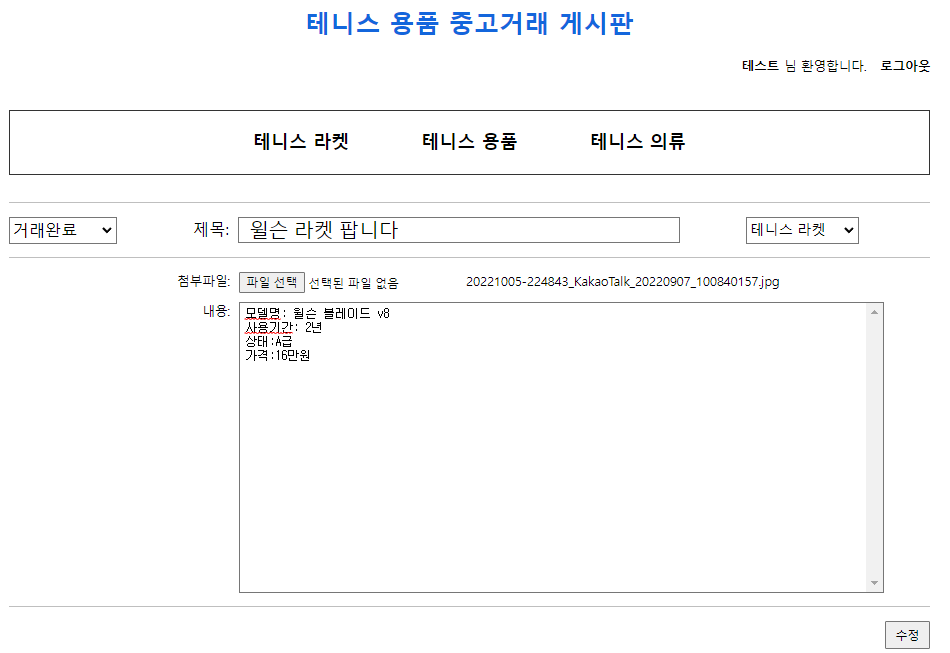 테니스 용품 중고거래 게시판
테스트 님 환영합니다. 로그아웃
테니스 라켓 테니스 용품 테니스 의류
거래완료 제목: 윌슨 라켓 팝니다 테니스 라켓
첨부파일: 파일 선택 선택된 파일 없음 20221005-224843_KakaoTalk_20220907_100840157.jpg
내용: 모델명: 윌슨 블레이드 v8
사용기간: 2년
상태:A급
가격:16만원
수정